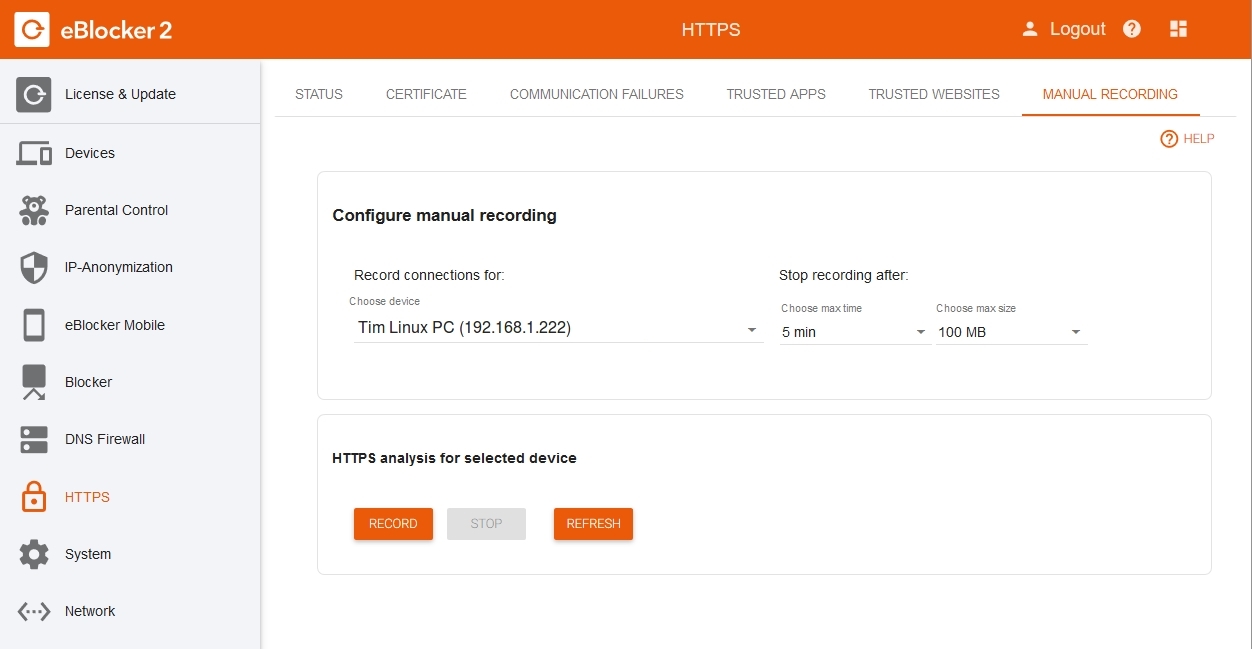 eBlocker 2
HTTPS
Logout
License & Update
Devices
Parental Control
IP-Anonymization
eBlocker Mobile
Blocker
DNS Firewall
HTTPS
System
Network
STATUS CERTIFICATE COMMUNICATION FAILURES TRUSTED APPS TRUSTED WEBSITES MANUAL RECORDING
HELP
Configure manual recording
Record connections for:
Choose device
Tim Linux PC (192.168.1.222)
Stop recording after:
Choose max time
5 min
Choose max size
100 MB
HTTPS analysis for selected device
RECORD STOP REFRESH